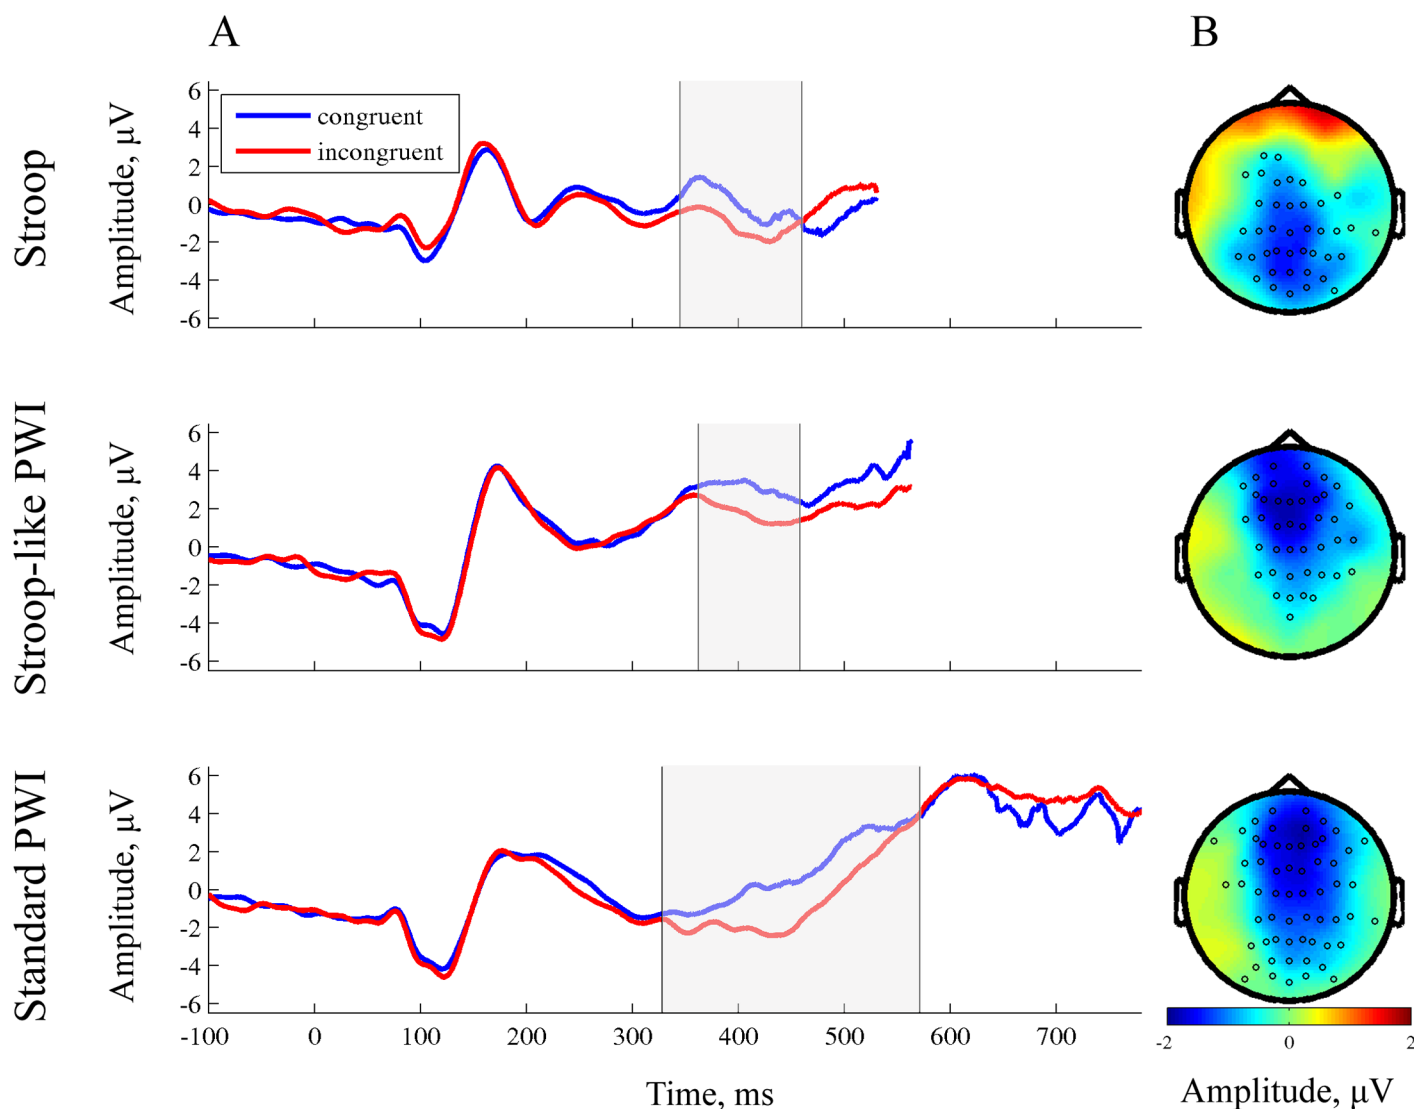 A
B
Stroop
Amplitude, µV
6
4
2
0
-2
-4
-6
congruent
incongruent
Stroop-like PWI
Amplitude, µV
6
4
2
0
-2
-4
-6
Standard PWI
Amplitude, µV
6
4
2
0
-2
-4
-6
-100 0 100 200 300 400 500 600 700
Time, ms
-2 0 2
Amplitude, µV